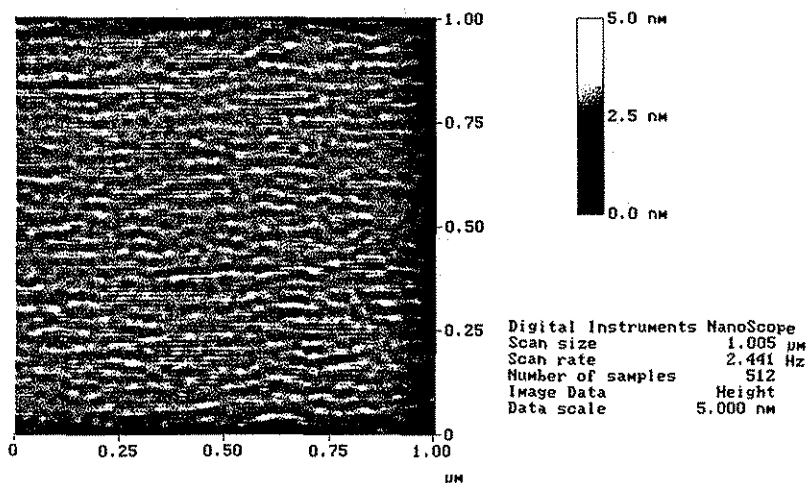 1.00
0.75
0.50
0.25
0
0 0.25 0.50 0.75 1.00
μM
5.0 nM
2.5 nM
0.0 nM
Digital Instruments NanoScope
Scan size 1.005 μM
Scan rate 2.441 Hz
Number of samples 512
Image Data Height
Data scale 5.000 nM